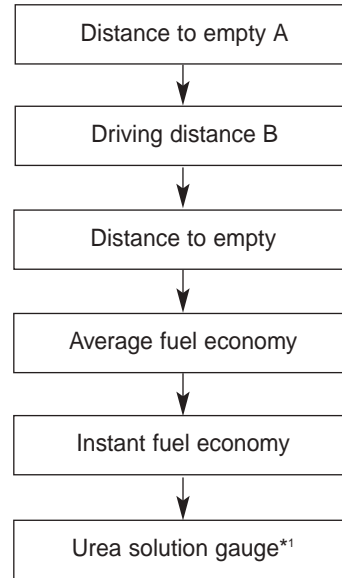 Distance to empty A
Driving distance B
Distance to empty
Average fuel economy
Instant fuel economy
Urea solution gauge*¹